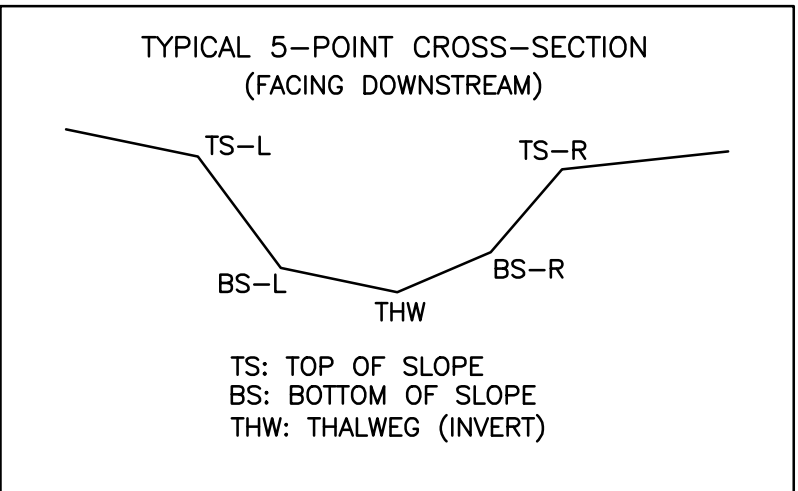 TYPICAL 5-POINT CROSS-SECTION
(FACING DOWNSTREAM)
TS-L
TS-R
BS-L
BS-R
THW
TS: TOP OF SLOPE
BS: BOTTOM OF SLOPE
THW: THALWEG (INVERT)